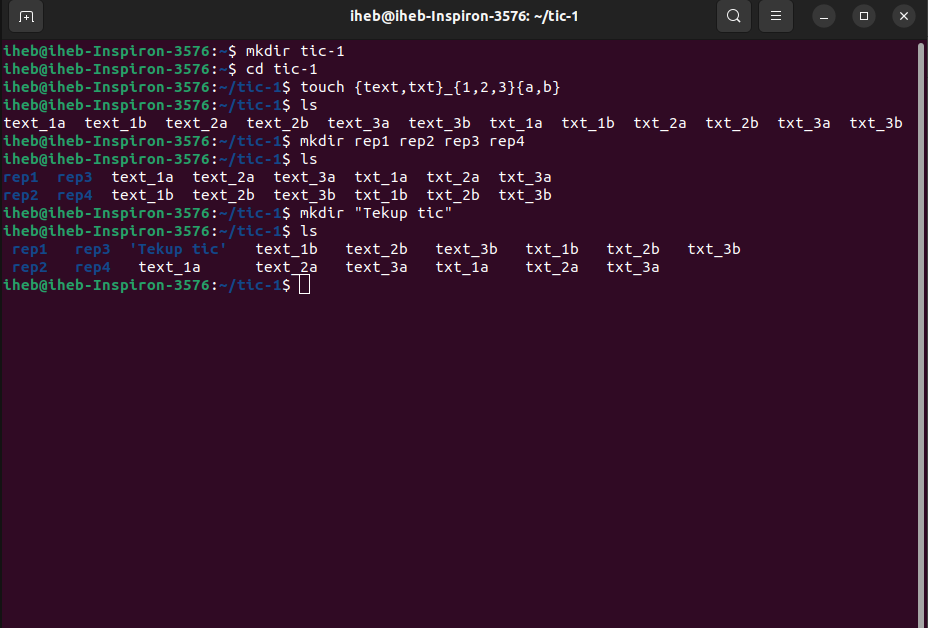 iheb@iheb-Inspiron-3576: ~/tic-1
iheb@iheb-Inspiron-3576:~$ mkdir tic-1
iheb@iheb-Inspiron-3576:~$ cd tic-1
iheb@iheb-Inspiron-3576:~/tic-1$ touch {text,txt}_{1,2,3}{a,b}
iheb@iheb-Inspiron-3576:~/tic-1$ ls
text_1a  text_1b  text_2a  text_2b  text_3a  text_3b  txt_1a  txt_1b  txt_2a  txt_2b  txt_3a  txt_3b
iheb@iheb-Inspiron-3576:~/tic-1$ mkdir rep1 rep2 rep3 rep4
iheb@iheb-Inspiron-3576:~/tic-1$ ls
rep1  rep3  text_1a  text_2a  text_3a  txt_1a  txt_2a  txt_3a
rep2  rep4  text_1b  text_2b  text_3b  txt_1b  txt_2b  txt_3b
iheb@iheb-Inspiron-3576:~/tic-1$ mkdir "Tekup tic"
iheb@iheb-Inspiron-3576:~/tic-1$ ls
 rep1   rep3  'Tekup tic'   text_1b   text_2b   text_3b   txt_1b   txt_2b   txt_3b
 rep2   rep4   text_1a      text_2a   text_3a   txt_1a    txt_2a   txt_3a
iheb@iheb-Inspiron-3576:~/tic-1$